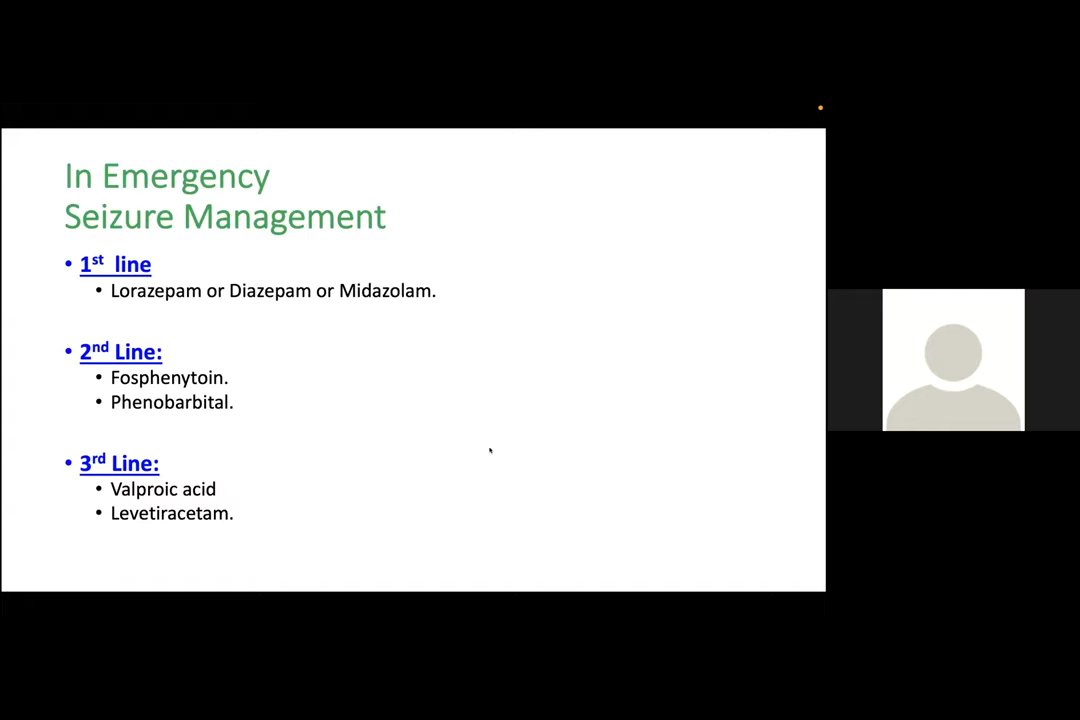 In Emergency
Seizure Management
• 1st line
• Lorazepam or Diazepam or Midazolam.
• 2nd Line:
• Fosphenytoin.
• Phenobarbital.
• 3rd Line:
• Valproic acid
• Levetiracetam.